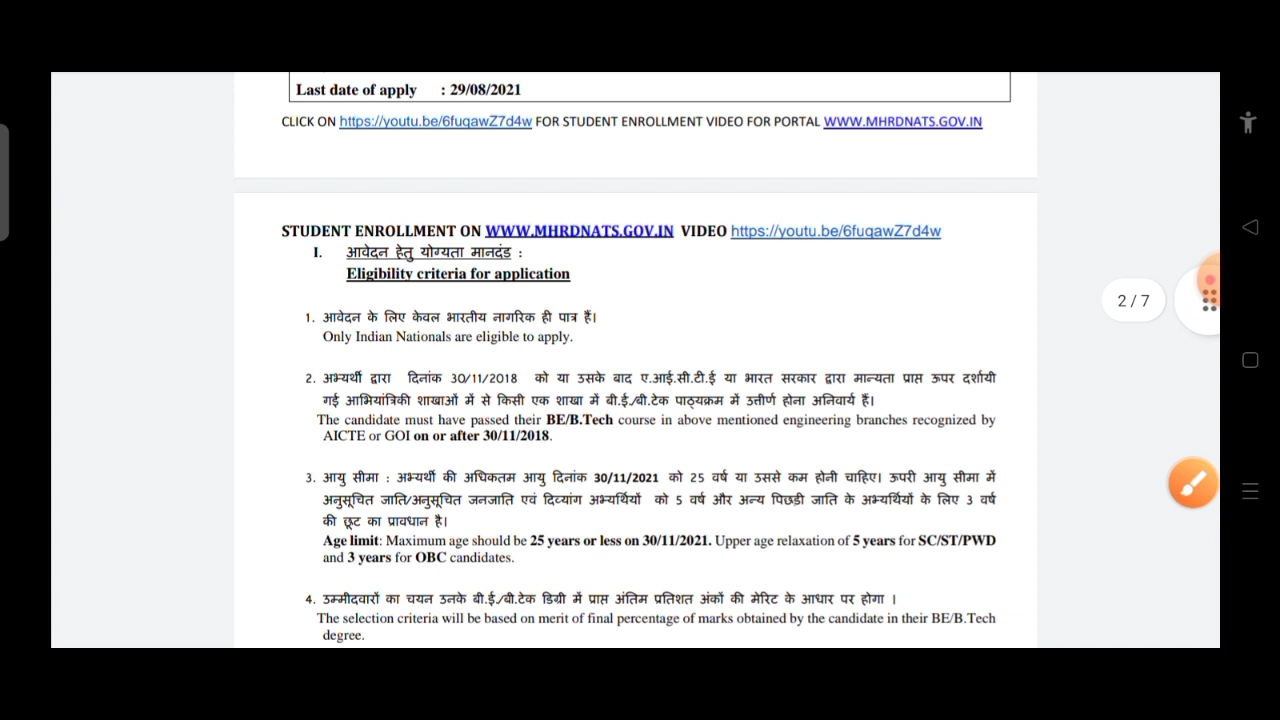 Last date of apply : 29/08/2021
CLICK ON https://youtu.be/6fuqawZ7d4w FOR STUDENT ENROLLMENT VIDEO FOR PORTAL WWW.MHRDNATS.GOV.IN
STUDENT ENROLLMENT ON WWW.MHRDNATS.GOV.IN VIDEO https://youtu.be/6fuqawZ7d4w
I. आवेदन हेतु योग्यता मानदंड :
Eligibility criteria for application
2 / 7
1. आवेदन के लिए केवल भारतीय नागरिक ही पात्र हैं।
Only Indian Nationals are eligible to apply.
2. अभ्यर्थी द्वारा दिनांक 30/11/2018 को या उसके बाद ए.आई.सी.टी.ई या भारत सरकार द्वारा मान्यता प्राप्त ऊपर दर्शायी
गई आभियांत्रिकी शाखाओं में से किसी एक शाखा में बी.ई./बी.टेक पाठ्यक्रम में उत्तीर्ण होना अनिवार्य हैं।
The candidate must have passed their BE/B.Tech course in above mentioned engineering branches recognized by
AICTE or GOI on or after 30/11/2018.
3. आयु सीमा : अभ्यर्थी की अधिकतम आयु दिनांक 30/11/2021 को 25 वर्ष या उससे कम होनी चाहिए। ऊपरी आयु सीमा में
अनुसूचित जाति/अनुसूचित जनजाति एवं दिव्यांग अभ्यर्थियों को 5 वर्ष और अन्य पिछड़ी जाति के अभ्यर्थियों के लिए 3 वर्ष
की छूट का प्रावधान है।
Age limit: Maximum age should be 25 years or less on 30/11/2021. Upper age relaxation of 5 years for SC/ST/PWD
and 3 years for OBC candidates.
4. उम्मीदवारों का चयन उनके बी.ई./बी.टेक डिग्री में प्राप्त अंतिम प्रतिशत अंकों की मेरिट के आधार पर होगा ।
The selection criteria will be based on merit of final percentage of marks obtained by the candidate in their BE/B.Tech
degree.